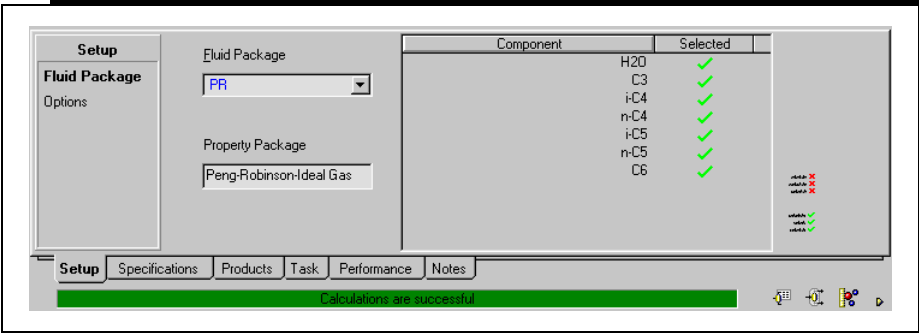 Setup
Fluid Package
Options
Fluid Package
PR
Property Package
Peng-Robinson-Ideal Gas
Component Selected
H2O
C3
i-C4
n-C4
i-C5
n-C5
C6
Setup Specifications Products Task Performance Notes
Calculations are successful